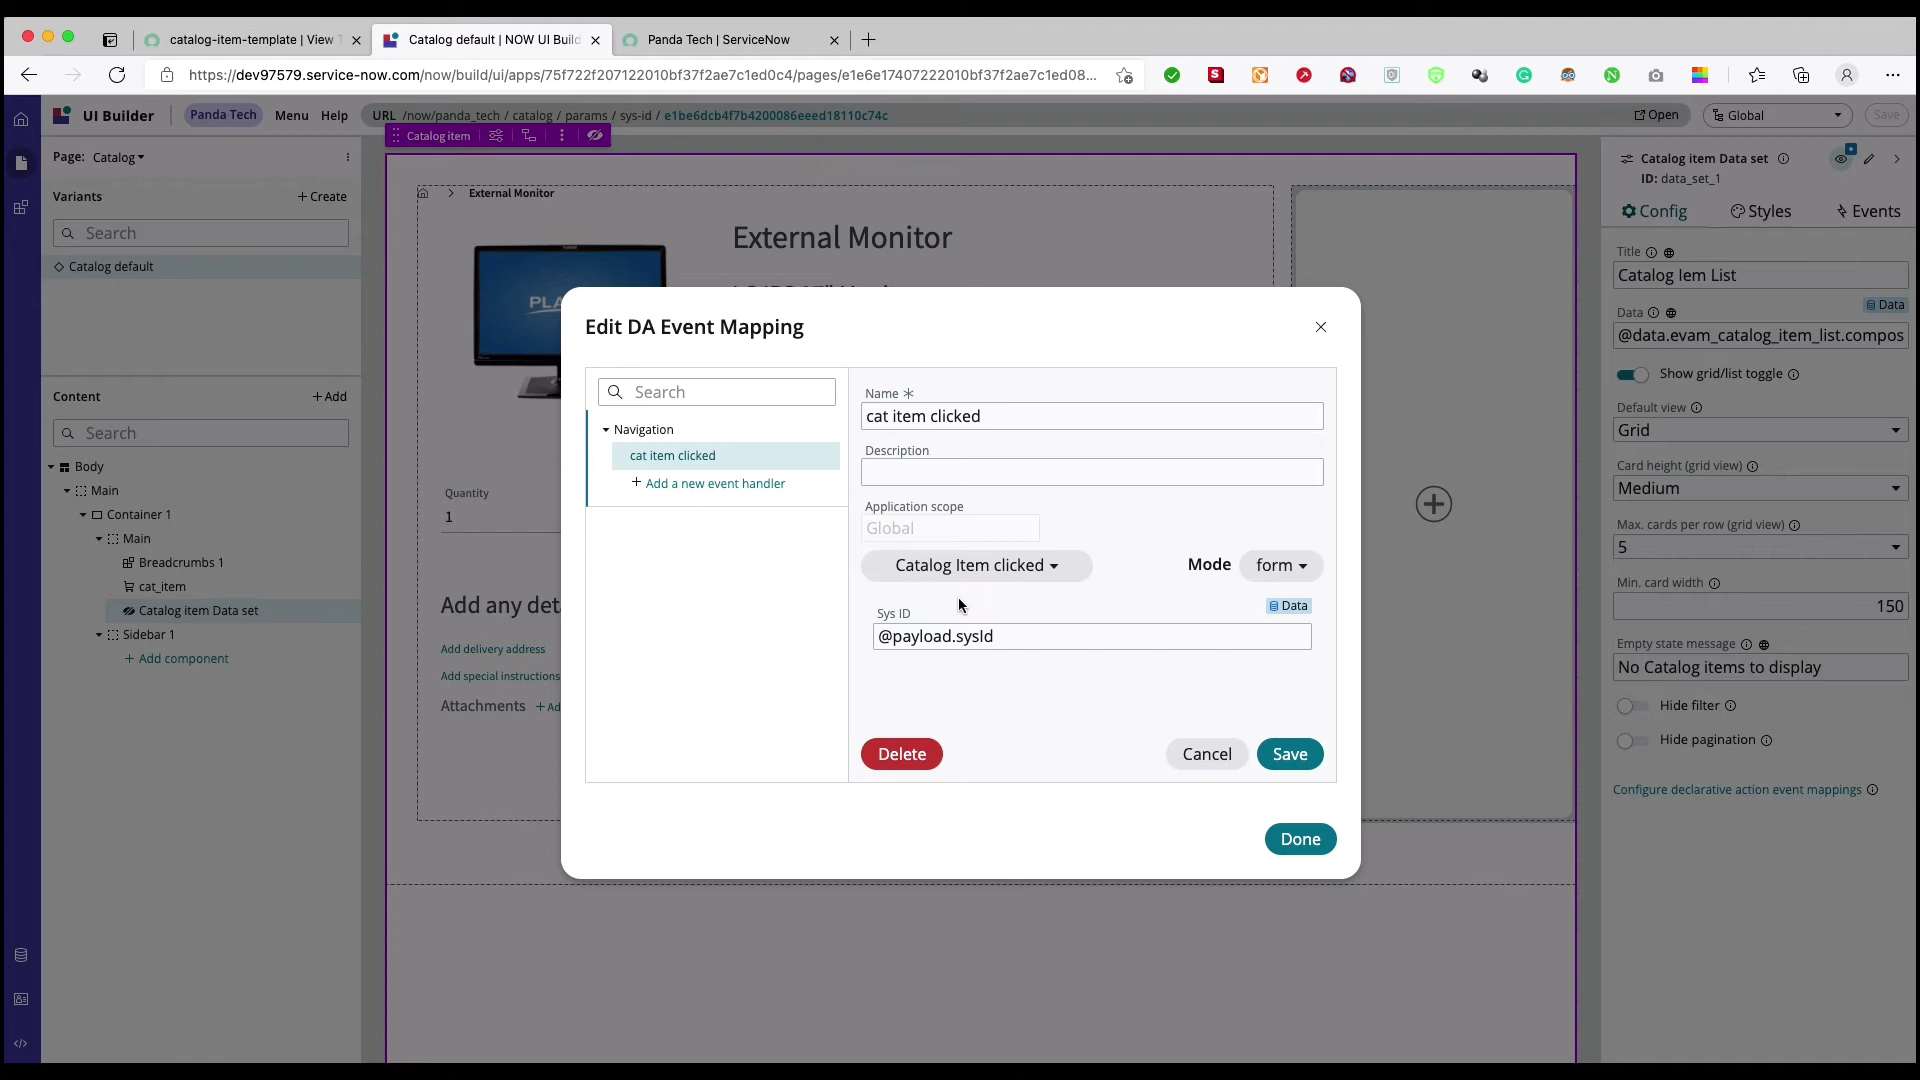 catalog-item-template | View T
Catalog default | NOW UI Build
Panda Tech | ServiceNow
https://dev97579.service-now.com/now/build/ui/apps/75f722f207122010bf37f2ae7c1ed0c4/pages/e1e6e17407222010bf37f2ae7c1ed08...
UI Builder
Panda Tech
Menu
Help
URL /now/panda_tech / catalog / params / sys-id / e1be6dcb4f7b4200086eeed18110c74c
Open
Global
Save
Page: Catalog
Variants
+ Create
Search
Catalog default
Content
+ Add
Search
Body
Main
Container 1
Main
Breadcrumbs 1
cat_item
Catalog item Data set
Sidebar 1
+ Add component
Catalog item
External Monitor
External Monitor
PLA
Quantity
1
Add any deta
Add delivery address
Add special instructions
Attachments + Ad
Edit DA Event Mapping
Search
Navigation
cat item clicked
+ Add a new event handler
Name
cat item clicked
Description
Application scope
Global
Catalog Item clicked
Mode
form
Sys ID
Data
@payload.sysId
Delete
Cancel
Save
Done
Catalog item Data set
ID: data_set_1
Config
Styles
Events
Title
Catalog Iem List
Data
Data
@data.evam_catalog_item_list.compos
Show grid/list toggle
Default view
Grid
Card height (grid view)
Medium
Max. cards per row (grid view)
5
Min. card width
150
Empty state message
No Catalog items to display
Hide filter
Hide pagination
Configure declarative action event mappings